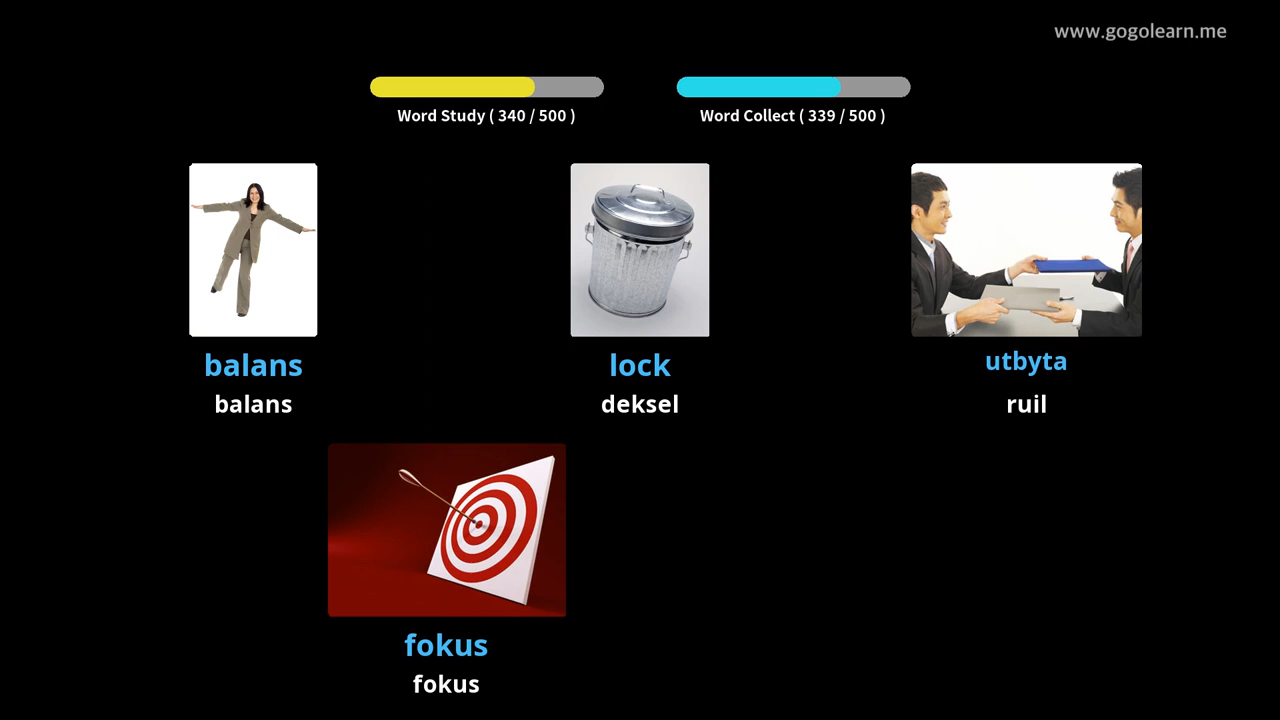 www.gogolearn.me
Word Study ( 340 / 500 )
Word Collect ( 339 / 500 )
balans
balans
lock
deksel
utbyta
ruil
fokus
fokus